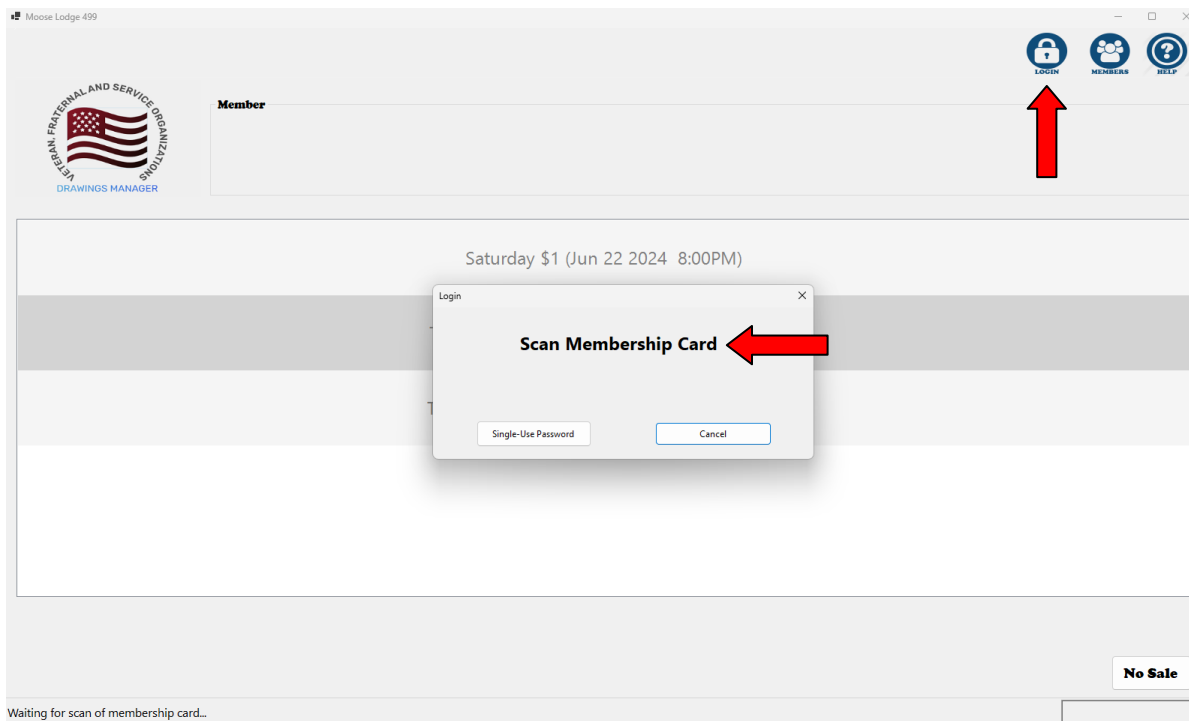 Moose Lodge 499
LOGIN
MEMBERS
HELP
VETERAN, FRATERNAL AND SERVICE ORGANIZATIONS
DRAWINGS MANAGER
Member
Saturday $1 (Jun 22 2024 8:00PM)
Login
Scan Membership Card
Single-Use Password
Cancel
No Sale
Waiting for scan of membership card...